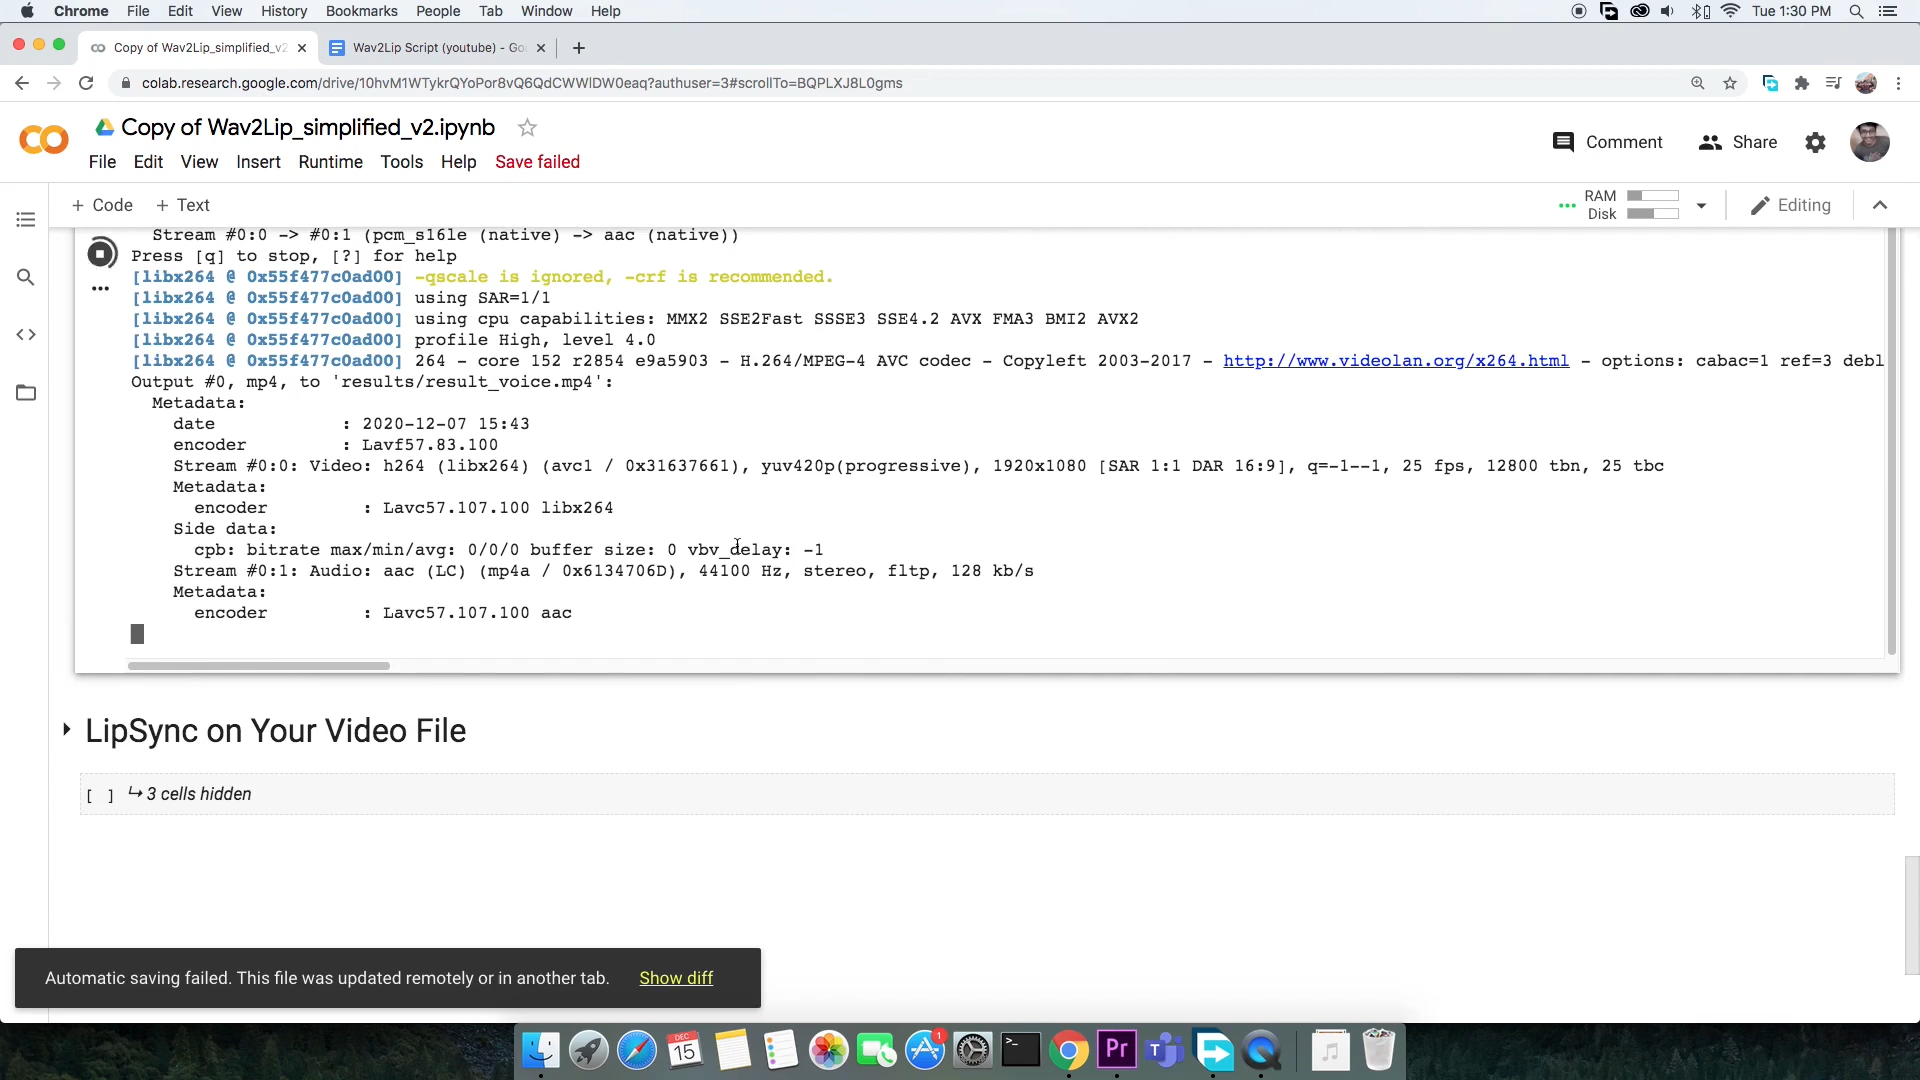 Chrome File Edit View History Bookmarks People Tab Window Help Tue 1:30 PM
Copy of Wav2Lip_simplified_v2 Wav2Lip Script (youtube) - Go
colab.research.google.com/drive/10hvM1WTykrQYoPor8vQ6QdCWWlDW0eaq?authuser=3#scrollTo=BQPLXJ8L0gms
Copy of Wav2Lip_simplified_v2.ipynb
Comment Share
File Edit View Insert Runtime Tools Help Save failed
+ Code + Text
RAM
Disk
Editing
Stream #0:0 -> #0:1 (pcm_s16le (native) -> aac (native))
Press [q] to stop, [?] for help
[libx264 @ 0x55f477c0ad00] -qscale is ignored, -crf is recommended.
[libx264 @ 0x55f477c0ad00] using SAR=1/1
[libx264 @ 0x55f477c0ad00] using cpu capabilities: MMX2 SSE2Fast SSSE3 SSE4.2 AVX FMA3 BMI2 AVX2
[libx264 @ 0x55f477c0ad00] profile High, level 4.0
[libx264 @ 0x55f477c0ad00] 264 - core 152 r2854 e9a5903 - H.264/MPEG-4 AVC codec - Copyleft 2003-2017 - http://www.videolan.org/x264.html - options: cabac=1 ref=3 debl
Output #0, mp4, to 'results/result_voice.mp4':
Metadata:
date : 2020-12-07 15:43
encoder : Lavf57.83.100
Stream #0:0: Video: h264 (libx264) (avc1 / 0x31637661), yuv420p(progressive), 1920x1080 [SAR 1:1 DAR 16:9], q=-1--1, 25 fps, 12800 tbn, 25 tbc
Metadata:
encoder : Lavc57.107.100 libx264
Side data:
cpb: bitrate max/min/avg: 0/0/0 buffer size: 0 vbv_delay: -1
Stream #0:1: Audio: aac (LC) (mp4a / 0x6134706D), 44100 Hz, stereo, fltp, 128 kb/s
Metadata:
encoder : Lavc57.107.100 aac
LipSync on Your Video File
[ ] ↳ 3 cells hidden
Automatic saving failed. This file was updated remotely or in another tab. Show diff
DEC
15
1
>_
Pr
T